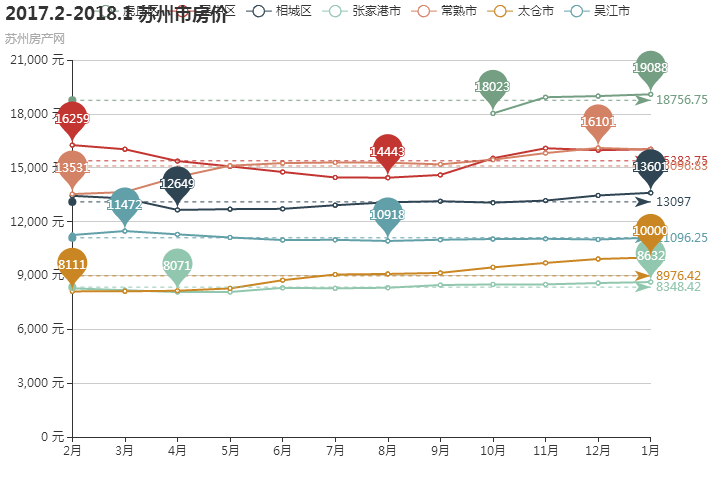 2017.2-2018.1 苏州市房价
相城区 张家港市 常熟市 太仓市 吴江市
苏州房产网
21,000 元
18,000 元
15,000 元
12,000 元
9,000 元
6,000 元
3,000 元
0 元
19088
18023
18756.75
16259
16101
14443
13531
13601
12649
13097
11472
10918
11096.25
10000
8111
8071
8632
8976.42
8348.42
2月 3月 4月 5月 6月 7月 8月 9月 10月 11月 12月 1月